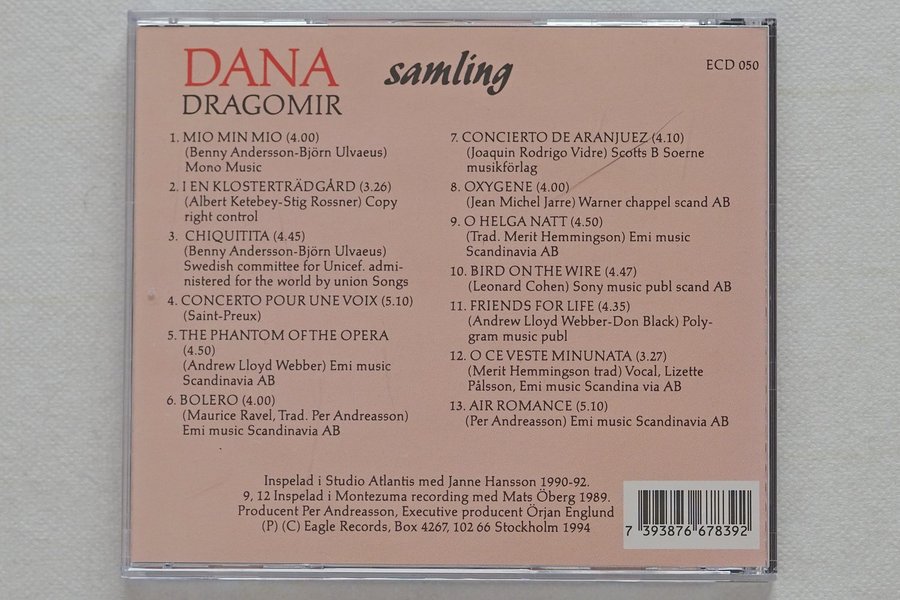 DANA
DRAGOMIR
samling
ECD 050
1. MIO MIN MIO (4.00)
(Benny Andersson-Björn Ulvaeus)
Mono Music
2. I EN KLOSTERTRÄDGÅRD (3.26)
(Albert Ketebey-Stig Rossner) Copy
right control
3. CHIQUITITA (4.45)
(Benny Andersson-Björn Ulvaeus)
Swedish committee for Unicef. admi-
nistered for the world by union Songs
4. CONCERTO POUR UNE VOIX (5.10)
(Saint-Preux)
5. THE PHANTOM OF THE OPERA
(4.50)
(Andrew Lloyd Webber) Emi music
Scandinavia AB
6. BOLERO (4.00)
(Maurice Ravel, Trad. Per Andreasson)
Emi music Scandinavia AB
7. CONCIERTO DE ARANJUEZ (4.10)
(Joaquin Rodrigo Vidre) Scotts B Soerne
musikförlag
8. OXYGENE (4.00)
(Jean Michel Jarre) Warner chappel scand AB
9. O HELGA NATT (4.50)
(Trad. Merit Hemmingson) Emi music
Scandinavia AB
10. BIRD ON THE WIRE (4.47)
(Leonard Cohen) Sony music publ scand AB
11. FRIENDS FOR LIFE (4.35)
(Andrew Lloyd Webber-Don Black) Poly-
gram music publ
12. O CE VESTE MINUNATA (3.27)
(Merit Hemmingson trad) Vocal, Lizette
Pålsson, Emi music Scandina via AB
13. AIR ROMANCE (5.10)
(Per Andreasson) Emi music Scandinavia AB
Inspelad i Studio Atlantis med Janne Hansson 1990-92.
9, 12 Inspelad i Montezuma recording med Mats Öberg 1989.
Producent Per Andreasson, Executive producent Örjan Englund
(P) (C) Eagle Records, Box 4267, 102 66 Stockholm 1994
7 393876 678392